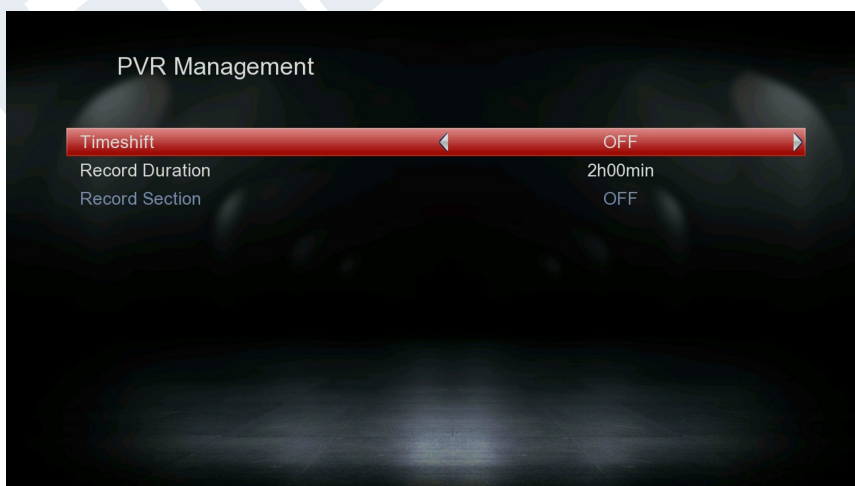 PVR Management
Timeshift OFF
Record Duration 2h00min
Record Section OFF